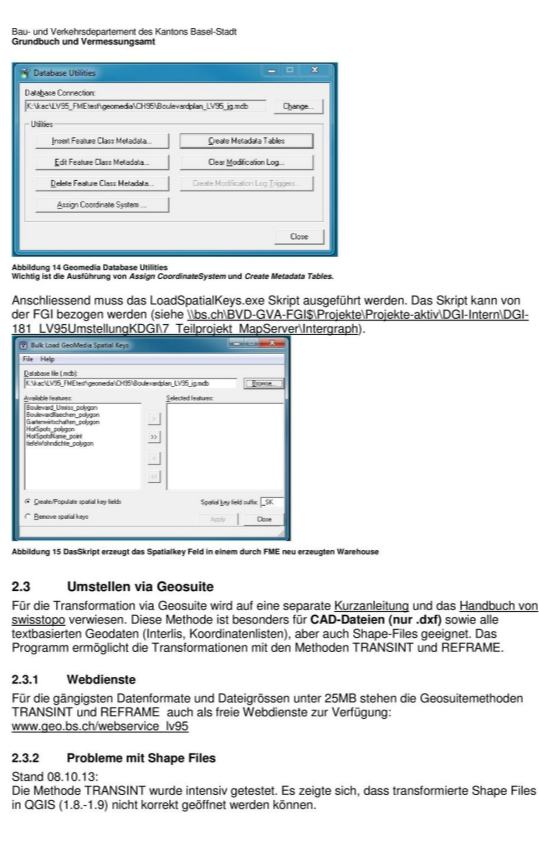 Bau- und Verkehrsdepartement des Kantons Basel-Stadt
Grundbuch und Vermessungsamt
Database Utilities
Database Connection:
K:\kac\LV95_FMEtest\geomedia\CH95\Boulevardplan_LV95_jg.mdb
Change...
Utilities
Insert Feature Class Metadata...
Create Metadata Tables
Edit Feature Class Metadata...
Clear Modification Log...
Delete Feature Class Metadata...
Create Modification Log Triggers...
Assign Coordinate System ...
Close
Abbildung 14 Geomedia Database Utilities
Wichtig ist die Ausführung von Assign CoordinateSystem und Create Metadata Tables.
Anschliessend muss das LoadSpatialKeys.exe Skript ausgeführt werden. Das Skript kann von
der FGI bezogen werden (siehe \\bs.ch\BVD-GVA-FGI$\Projekte\Projekte-aktiv\DGI-Intern\DGI-
181_LV95UmstellungKDGI\7_Teilprojekt_MapServer\Intergraph).
Bulk Load GeoMedia Spatial Keys
File Help
Database file (.mdb):
K:\kac\LV95_FMEtest\geomedia\CH95\Boulevardplan_LV95_jg.mdb
Browse...
Available features:
Selected features:
Boulevard_Umriss_polygon
Boulevardflaechen_polygon
Gartenwirtschaften_polygon
HotSpots_polygon
HotSpotsName_point
tiefeWohndichte_polygon
>
>>
<
<<
Create/Populate spatial key fields
Spatial key field suffix: _SK
Remove spatial keys
Apply
Close
Abbildung 15 DasSkript erzeugt das Spatialkey Feld in einem durch FME neu erzeugten Warehouse
2.3 Umstellen via Geosuite
Für die Transformation via Geosuite wird auf eine separate Kurzanleitung und das Handbuch von
swisstopo verwiesen. Diese Methode ist besonders für CAD-Dateien (nur .dxf) sowie alle
textbasierten Geodaten (Interlis, Koordinatenlisten), aber auch Shape-Files geeignet. Das
Programm ermöglicht die Transformationen mit den Methoden TRANSINT und REFRAME.
2.3.1 Webdienste
Für die gängigsten Datenformate und Dateigrössen unter 25MB stehen die Geosuitemethoden
TRANSINT und REFRAME auch als freie Webdienste zur Verfügung:
www.geo.bs.ch/webservice_lv95
2.3.2 Probleme mit Shape Files
Stand 08.10.13:
Die Methode TRANSINT wurde intensiv getestet. Es zeigte sich, dass transformierte Shape Files
in QGIS (1.8.-1.9) nicht korrekt geöffnet werden können.